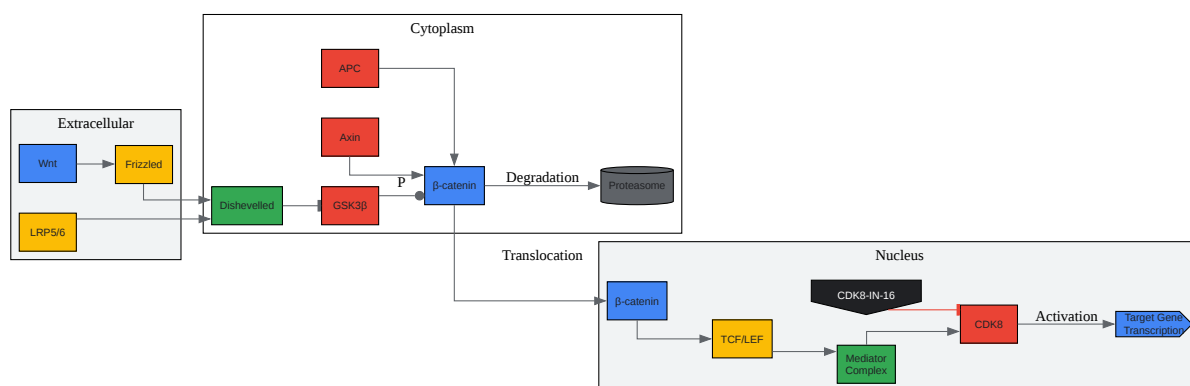 Cytoplasm
APC
Extracellular
Axin
Wnt
Frizzled
P
β-catenin
Degradation
Proteasome
Dishevelled
GSK3β
LRP5/6
Translocation
Nucleus
β-catenin
CDK8-IN-16
TCF/LEF
CDK8
Activation
Target Gene
Transcription
Mediator
Complex